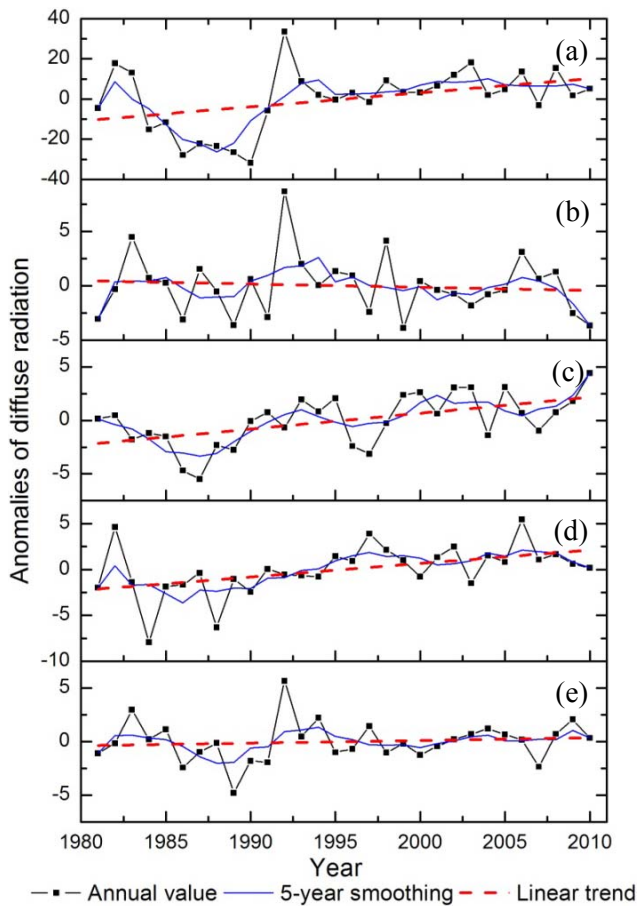 Anomalies of diffuse radiation
40
20
0
-20
-40
(a)
5
0
-5
(b)
5
0
-5
(c)
5
0
-5
-10
(d)
5
0
-5
(e)
1980 1985 1990 1995 2000 2005 2010
Year
Annual value 5-year smoothing Linear trend